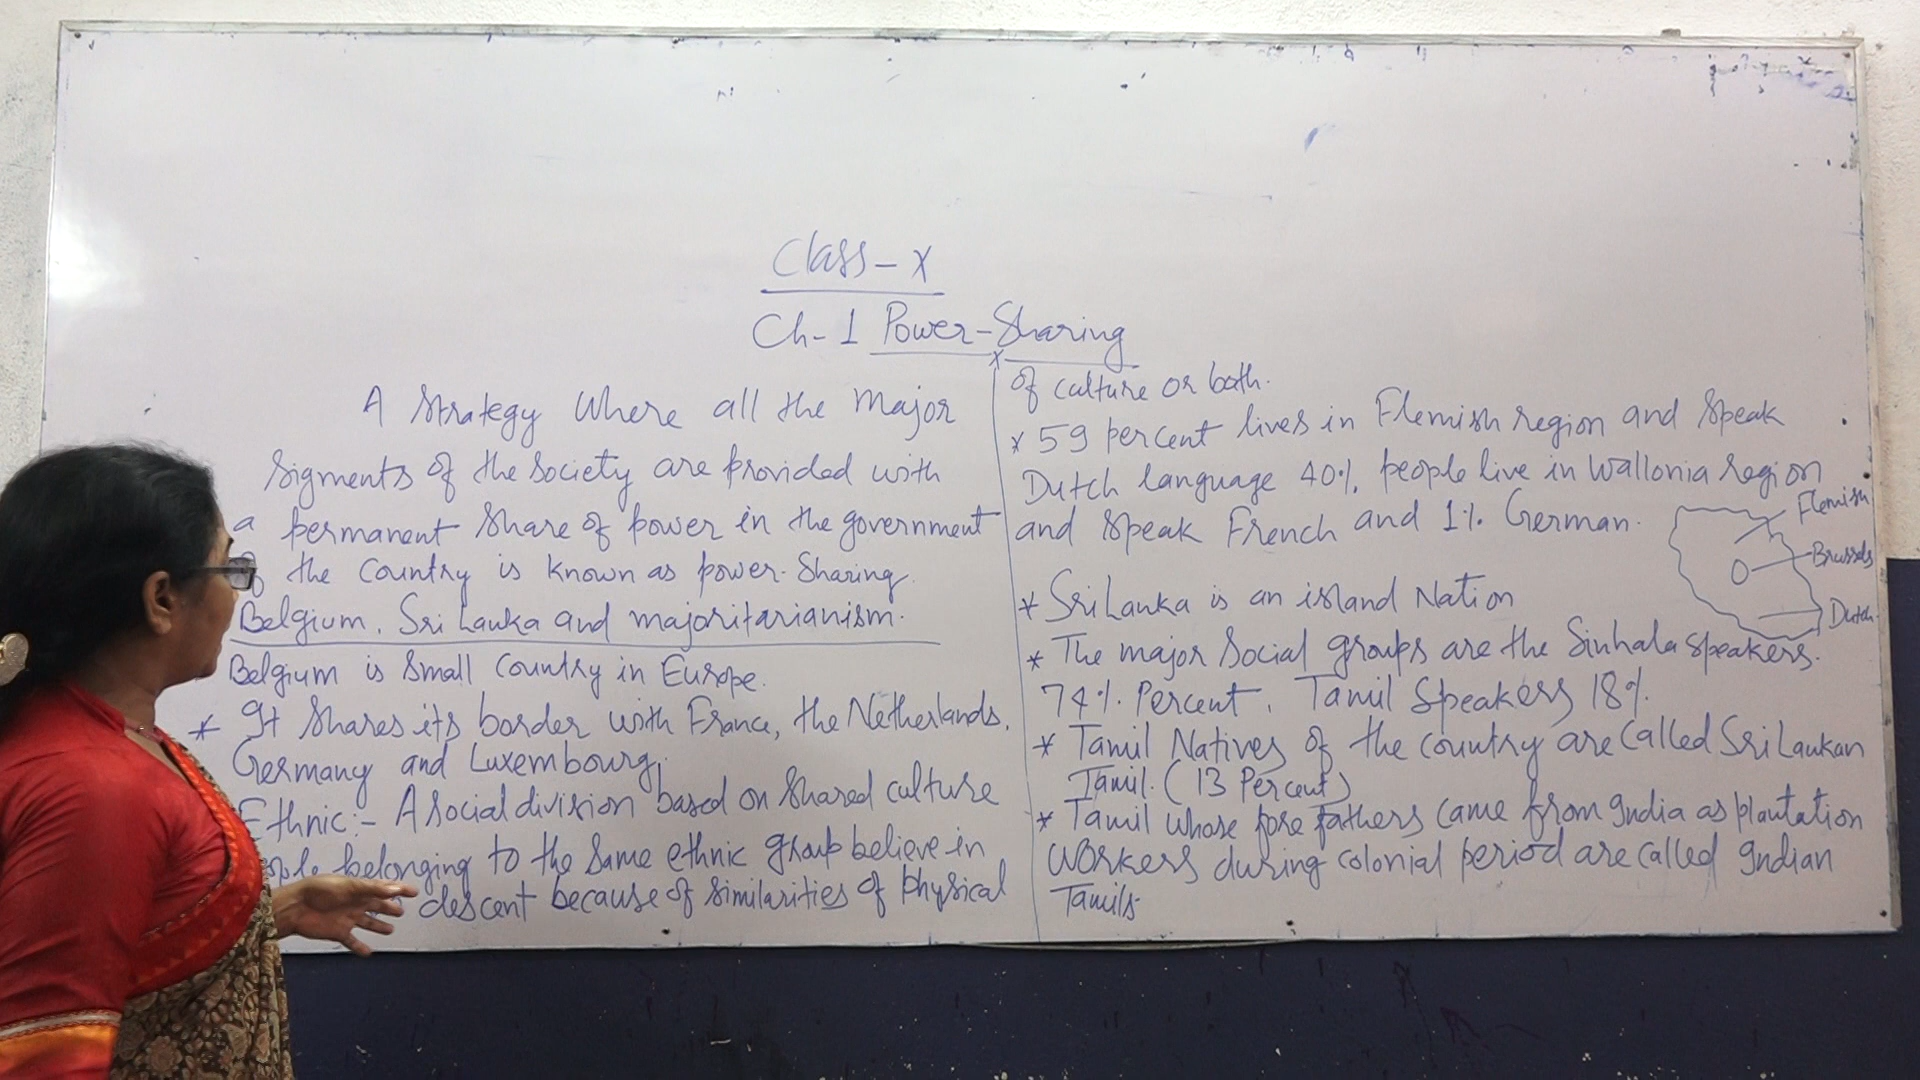 Class - X
Ch-1 Power-Sharing
A Strategy Where all the Major
Sigments of the Society are provided with
a permanent share of power in the government
of the country is known as power-Sharing.
Belgium, Sri Lanka and majoritarianism.
Belgium is small country in Europe.
* It shares its border with France, the Netherlands,
Germany and Luxembourg.
Ethnic:- A social division based on shared culture
belonging to the same ethnic group believe in
descent because of similarities of physical
of culture or both.
* 59 percent lives in Flemish region and speak
Dutch language 40% people live in Wallonia region
and speak French and 1% German.
Flemish
Brussels
Dutch
* Sri Lanka is an island Nation
* The major Social groups are the Sinhala speakers.
74% Percent, Tamil Speakers 18%.
* Tamil Natives of the country are called Sri Lankan
Tamil. (13 Percent)
* Tamil whose fore fathers came from India as plantation
workers during colonial period are called Indian
Tamils